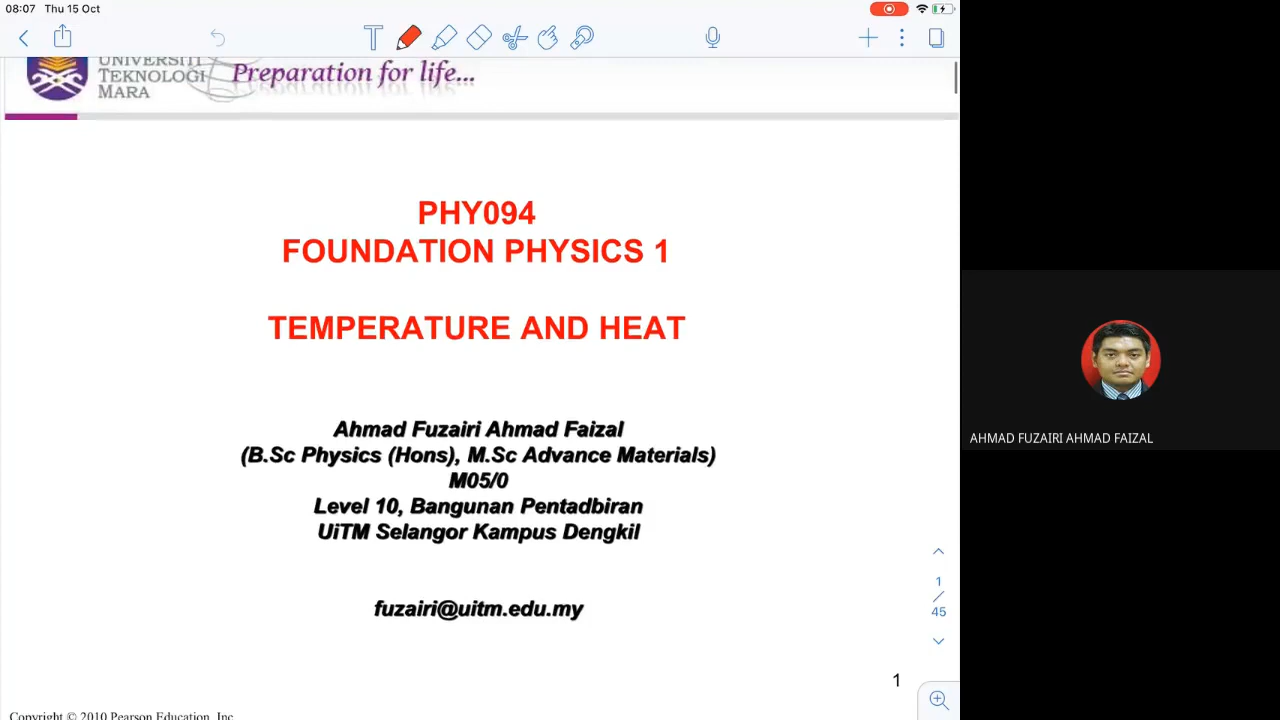 08:07 Thu 15 Oct
UNIVERSITI
TEKNOLOGI
MARA
Preparation for life...
PHY094
FOUNDATION PHYSICS 1
TEMPERATURE AND HEAT
Ahmad Fuzairi Ahmad Faizal
(B.Sc Physics (Hons), M.Sc Advance Materials)
M05/0
Level 10, Bangunan Pentadbiran
UiTM Selangor Kampus Dengkil
fuzairi@uitm.edu.my
1
/
45
1
Copyright © 2010 Pearson Education, Inc
AHMAD FUZAIRI AHMAD FAIZAL